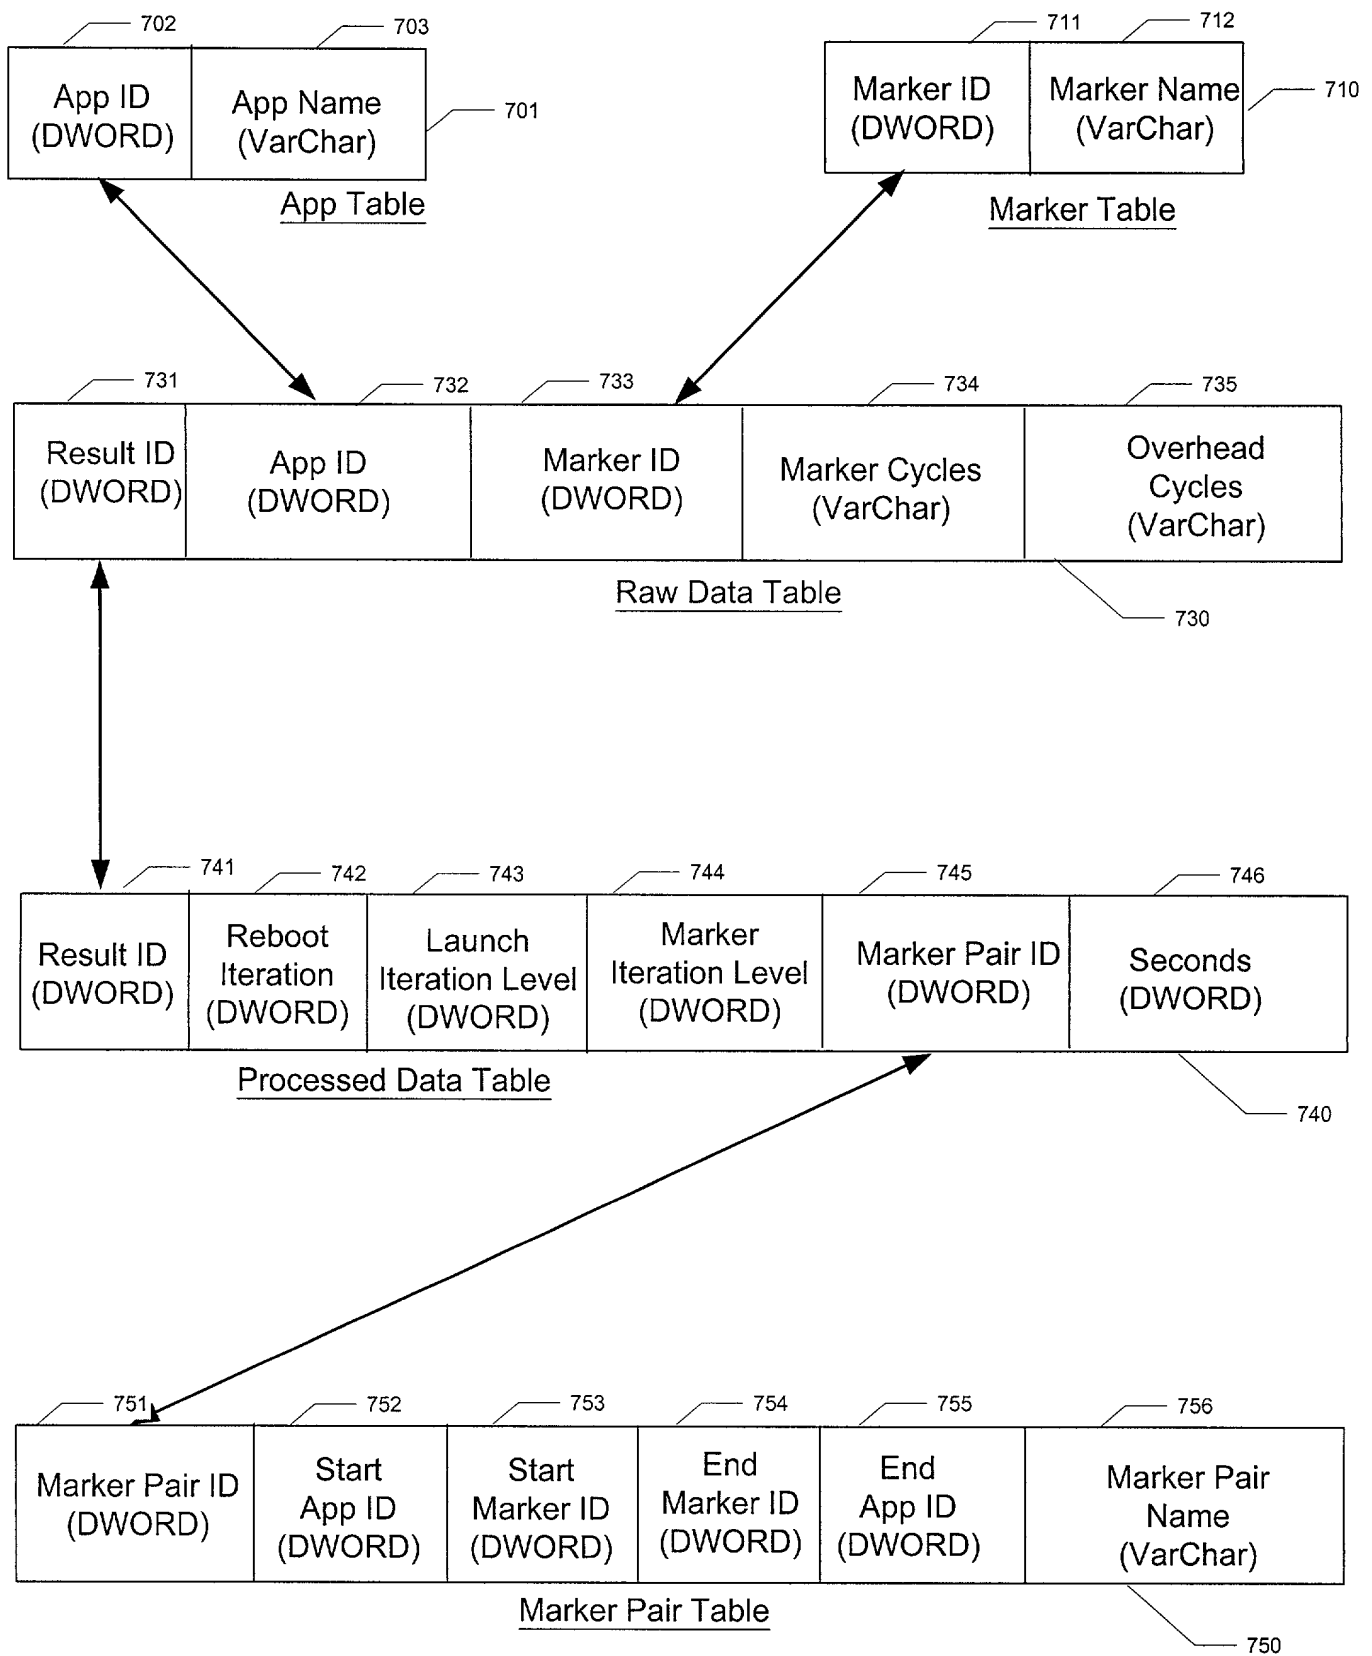 702
703
711
712
App ID
(DWORD)
App Name
(VarChar)
701
Marker ID
(DWORD)
Marker Name
(VarChar)
710
App Table
Marker Table
731
732
733
734
735
Result ID
(DWORD)
App ID
(DWORD)
Marker ID
(DWORD)
Marker Cycles
(VarChar)
Overhead
Cycles
(VarChar)
Raw Data Table
730
741
742
743
744
745
746
Result ID
(DWORD)
Reboot
Iteration
(DWORD)
Launch
Iteration Level
(DWORD)
Marker
Iteration Level
(DWORD)
Marker Pair ID
(DWORD)
Seconds
(DWORD)
Processed Data Table
740
751
752
753
754
755
756
Marker Pair ID
(DWORD)
Start
App ID
(DWORD)
Start
Marker ID
(DWORD)
End
Marker ID
(DWORD)
End
App ID
(DWORD)
Marker Pair
Name
(VarChar)
Marker Pair Table
750